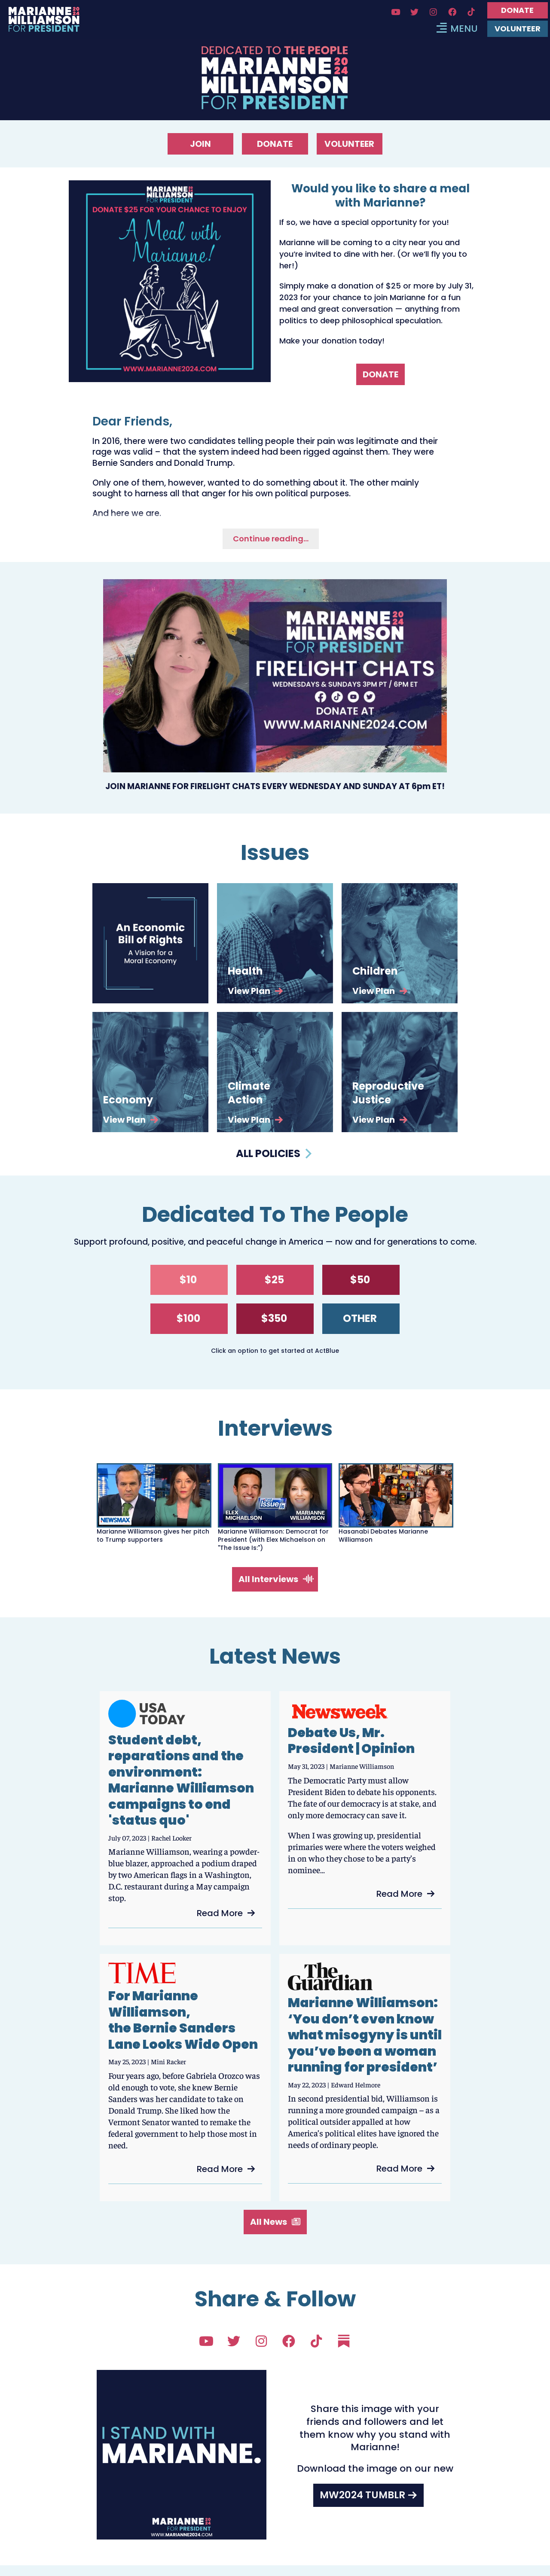 MARIANNE 20
WILLIAMSON 24
FOR PRESIDENT
DONATE
MENU
VOLUNTEER
DEDICATED TO THE PEOPLE
MARIANNE 20
WILLIAMSON 24
FOR PRESIDENT
JOIN
DONATE
VOLUNTEER
MARIANNE 20
WILLIAMSON 24
FOR PRESIDENT
DONATE $25 FOR YOUR CHANCE TO ENJOY
A Meal with
Marianne!
WWW.MARIANNE2024.COM
Would you like to share a meal
with Marianne?
If so, we have a special opportunity for you!
Marianne will be coming to a city near you and
you're invited to dine with her. (Or we'll fly you to
her!)
Simply make a donation of $25 or more by July 31,
2023 for your chance to join Marianne for a fun
meal and great conversation — anything from
politics to deep philosophical speculation.
Make your donation today!
DONATE
Dear Friends,
In 2016, there were two candidates telling people their pain was legitimate and their
rage was valid – that the system indeed had been rigged against them. They were
Bernie Sanders and Donald Trump.
Only one of them, however, wanted to do something about it. The other mainly
sought to harness all that anger for his own political purposes.
And here we are.
Continue reading...
MARIANNE 20
WILLIAMSON 24
FOR PRESIDENT
FIRELIGHT CHATS
WEDNESDAYS & SUNDAYS 3PM PT / 6PM ET
DONATE AT
WWW.MARIANNE2024.COM
JOIN MARIANNE FOR FIRELIGHT CHATS EVERY WEDNESDAY AND SUNDAY AT 6pm ET!
Issues
An Economic
Bill of Rights
A Vision for a
Moral Economy
Health
View Plan
Children
View Plan
Economy
View Plan
Climate
Action
View Plan
Reproductive
Justice
View Plan
ALL POLICIES
Dedicated To The People
Support profound, positive, and peaceful change in America — now and for generations to come.
$10
$25
$50
$100
$350
OTHER
Click an option to get started at ActBlue
Interviews
NEWSMAX
Marianne Williamson gives her pitch
to Trump supporters
ELEX
MICHAELSON
THE
Issue
IS:
MARIANNE
WILLIAMSON
Marianne Williamson: Democrat for
President (with Elex Michaelson on
"The Issue Is:")
Hasanabi Debates Marianne
Williamson
All Interviews
Latest News
USA
TODAY
Student debt,
reparations and the
environment:
Marianne Williamson
campaigns to end
'status quo'
July 07, 2023 | Rachel Looker
Marianne Williamson, wearing a powder-
blue blazer, approached a podium draped
by two American flags in a Washington,
D.C. restaurant during a May campaign
stop.
Read More
Newsweek
Debate Us, Mr.
President | Opinion
May 31, 2023 | Marianne Williamson
The Democratic Party must allow
President Biden to debate his opponents.
The fate of our democracy is at stake, and
only more democracy can save it.
When I was growing up, presidential
primaries were where the voters weighed
in on who they chose to be a party's
nominee...
Read More
TIME
For Marianne
Williamson,
the Bernie Sanders
Lane Looks Wide Open
May 25, 2023 | Mini Racker
Four years ago, before Gabriela Orozco was
old enough to vote, she knew Bernie
Sanders was her candidate to take on
Donald Trump. She liked how the
Vermont Senator wanted to remake the
federal government to help those most in
need.
Read More
The
Guardian
Marianne Williamson:
‘You don’t even know
what misogyny is until
you’ve been a woman
running for president’
May 22, 2023 | Edward Helmore
In second presidential bid, Williamson is
running a more grounded campaign – as a
political outsider appalled at how
America's political elites have ignored the
needs of ordinary people.
Read More
All News
Share & Follow
I STAND WITH
MARIANNE.
MARIANNE 20
WILLIAMSON 24
FOR PRESIDENT
WWW.MARIANNE2024.COM
Share this image with your
friends and followers and let
them know why you stand with
Marianne!
Download the image on our new
MW2024 TUMBLR